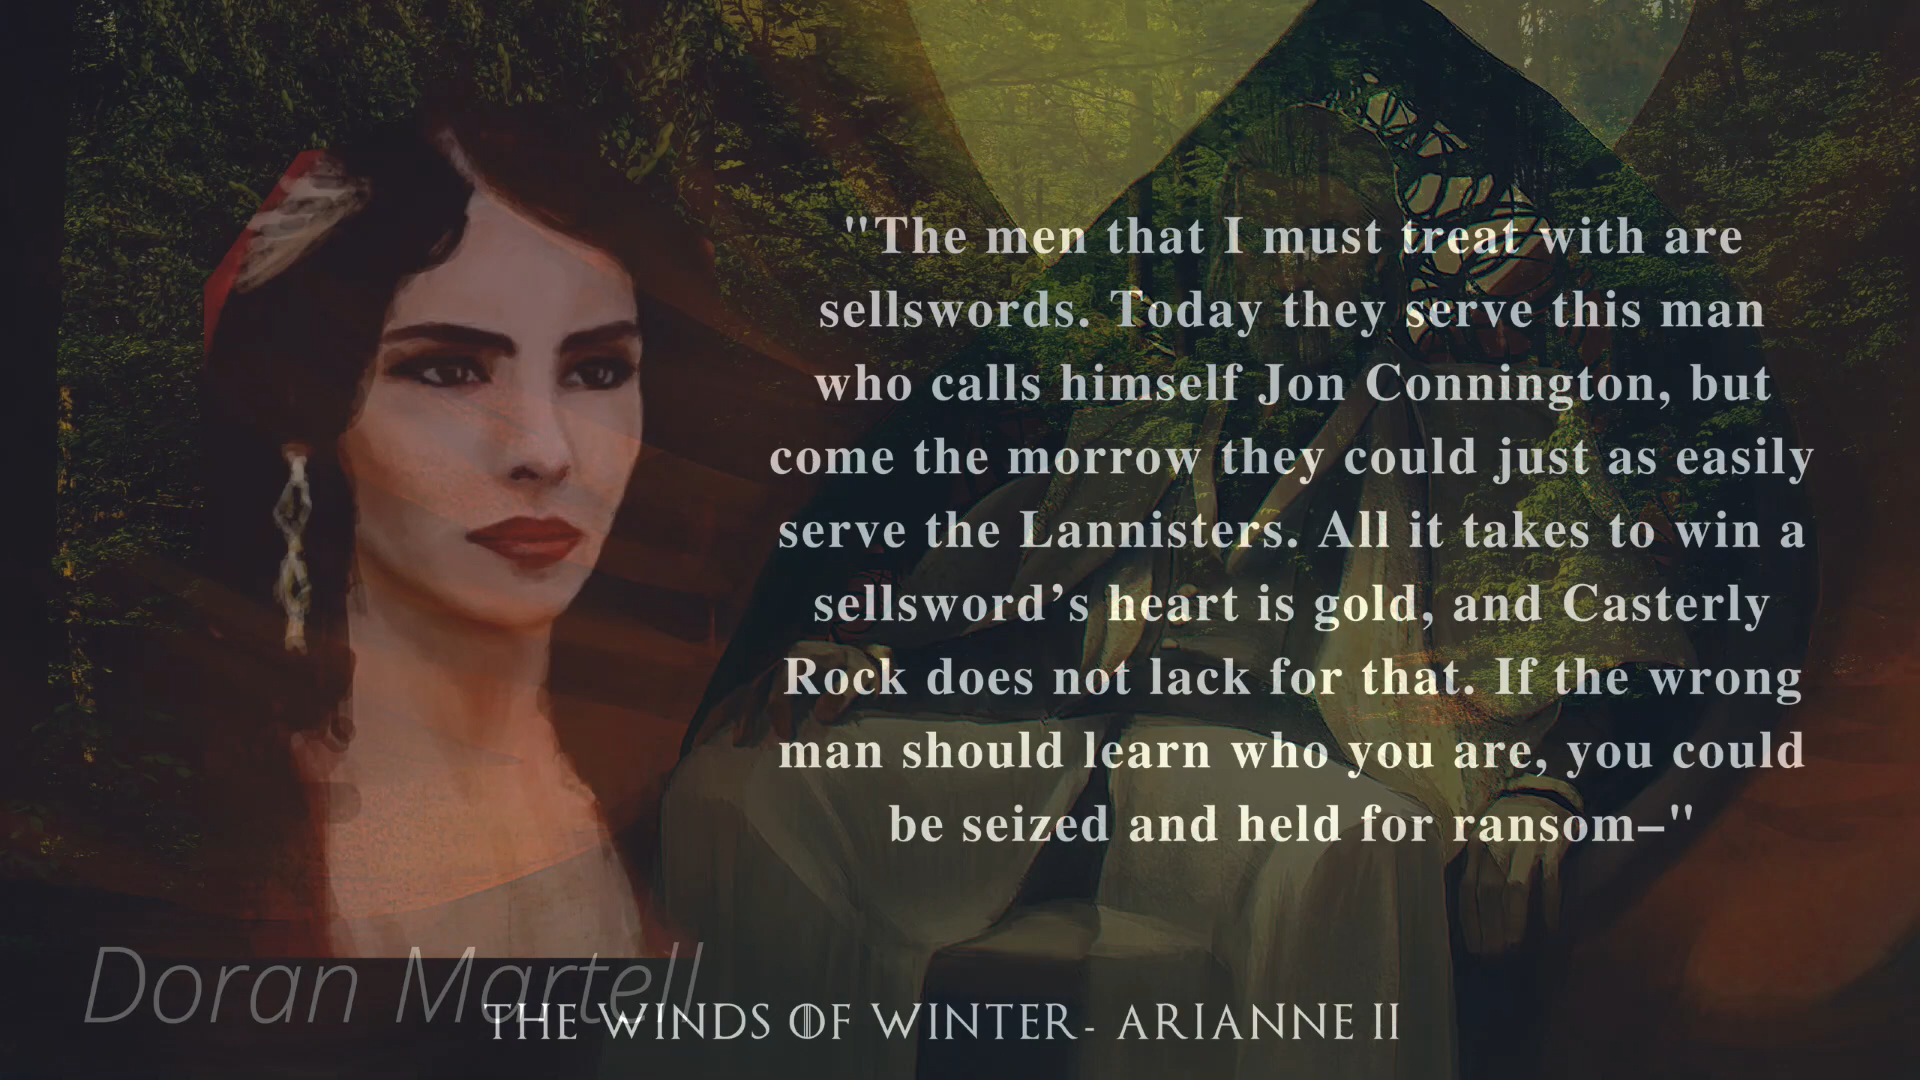 "The men that I must treat with are
sellswords. Today they serve this man
who calls himself Jon Connington, but
come the morrow they could just as easily
serve the Lannisters. All it takes to win a
sellsword’s heart is gold, and Casterly
Rock does not lack for that. If the wrong
man should learn who you are, you could
be seized and held for ransom–"
Doran Martell
THE WINDS OF WINTER- ARIANNE II